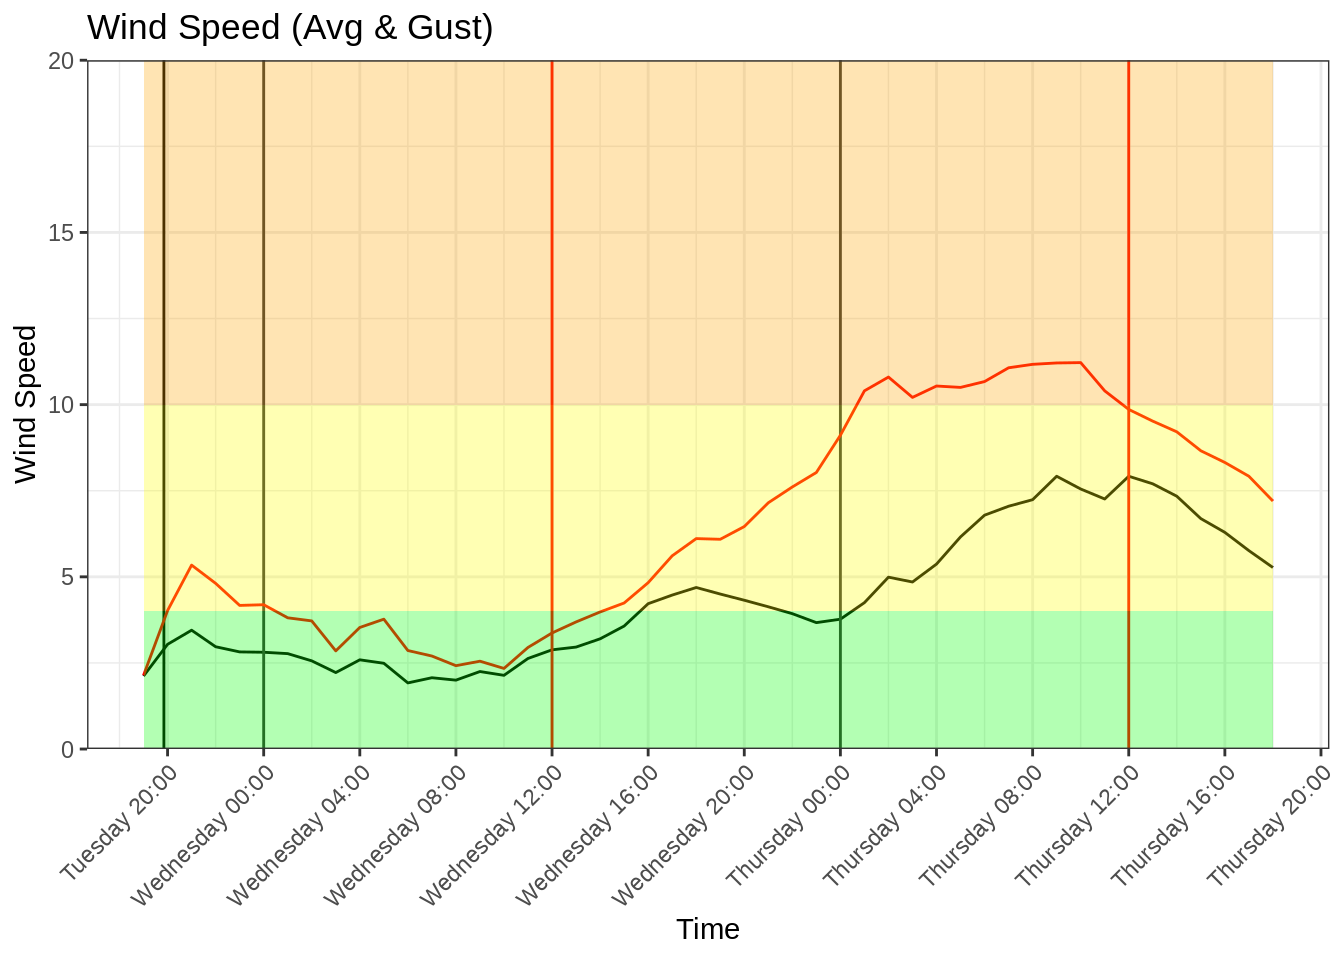 Wind Speed (Avg & Gust)
20
15
10
5
0
Wind Speed
Tuesday 20:00
Wednesday 00:00
Wednesday 04:00
Wednesday 08:00
Wednesday 12:00
Wednesday 16:00
Wednesday 20:00
Thursday 00:00
Thursday 04:00
Thursday 08:00
Thursday 12:00
Thursday 16:00
Thursday 20:00
Time